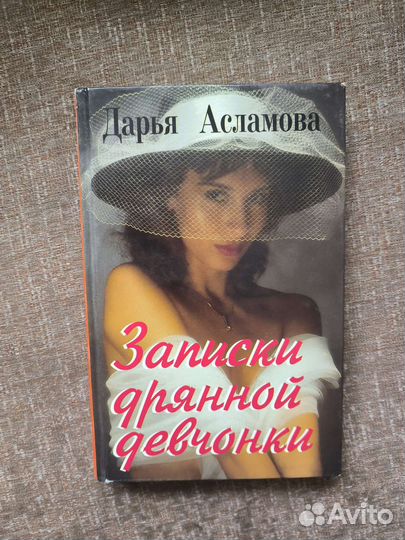 Дарья Асламова
Записки
дрянной
девчонки
Avito